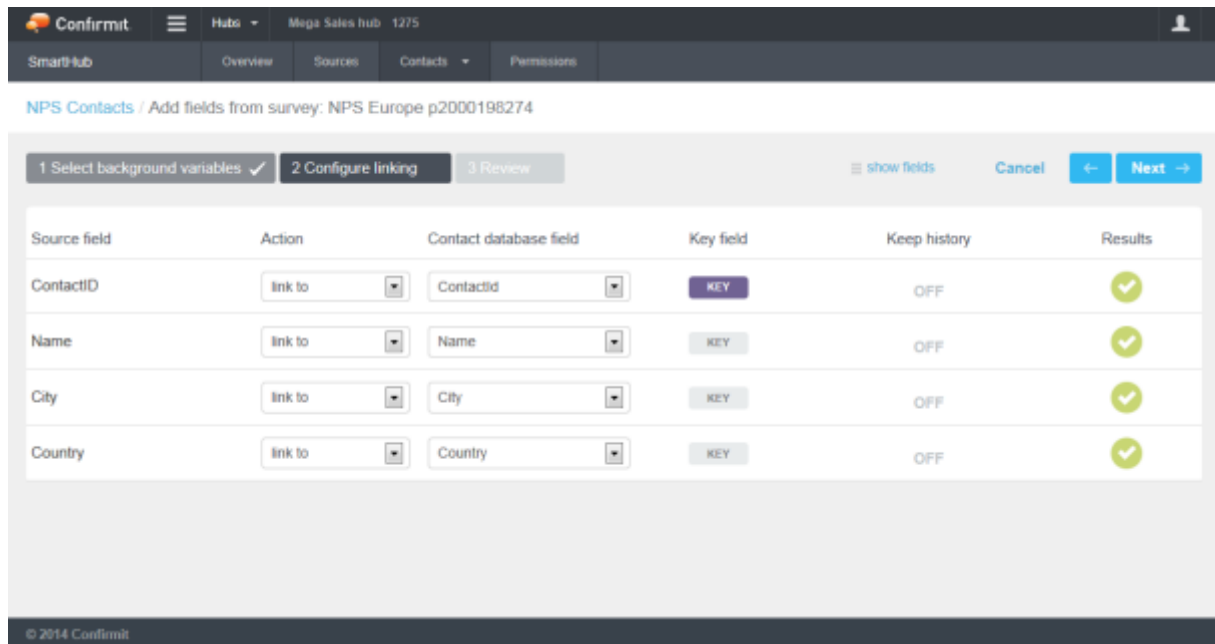 Confirmit. Hubs Mega Sales hub 1275
SmartHub Overview Sources Contacts Permissions
NPS Contacts / Add fields from survey: NPS Europe p2000198274
1 Select background variables 2 Configure linking 3 Review show fields Cancel ← Next →
Source field Action Contact database field Key field Keep history Results
ContactID link to ContactId KEY OFF
Name link to Name KEY OFF
City link to City KEY OFF
Country link to Country KEY OFF
© 2014 Confirmit